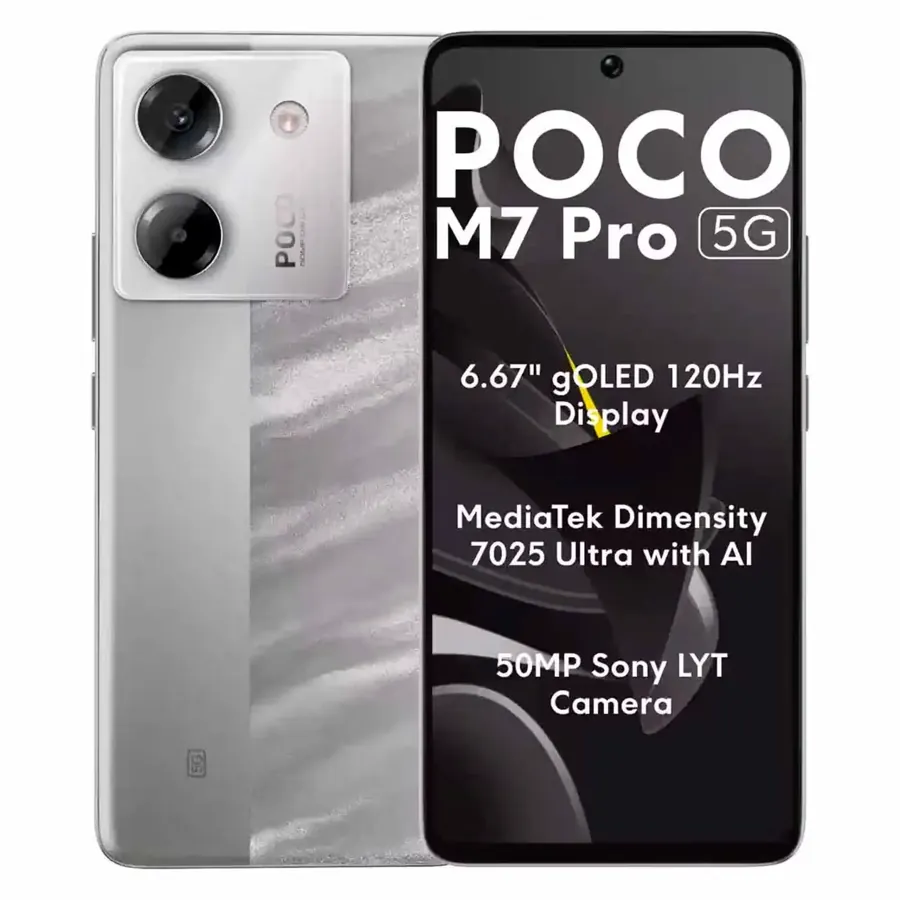 POCO
M7 Pro 5G
6.67" gOLED 120Hz
Display
MediaTek Dimensity
7025 Ultra with AI
50MP Sony LYT
Camera
POCO
5G